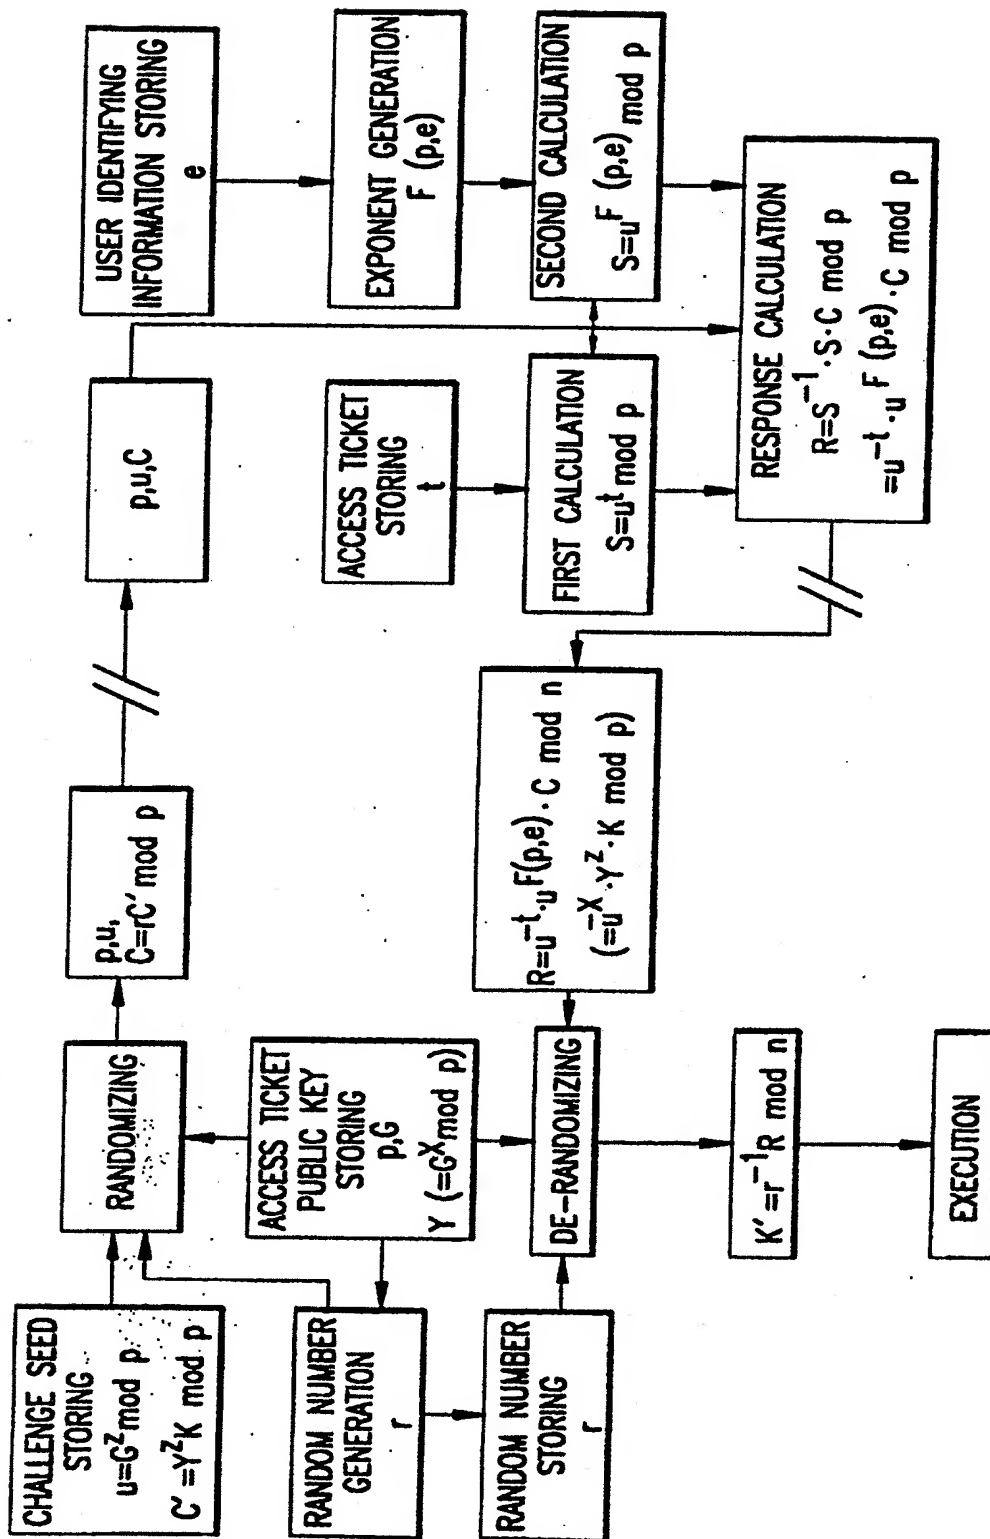 CHALLENGE SEED
STORING
u=G^Z mod p
C' =Y^Z K mod p
RANDOMIZING
p,u,
C=rC' mod p
p,u,C
USER IDENTIFYING
INFORMATION STORING
e
RANDOM NUMBER
GENERATION
r
ACCESS TICKET
PUBLIC KEY
STORING
p,G
Y (=G^X mod p)
ACCESS TICKET
STORING
t
EXPONENT GENERATION
F (p,e)
RANDOM NUMBER
STORING
r
DE-RANDOMIZING
R=u^-t·u^F(p,e)·C mod n
(=u^-X·Y^Z·K mod p)
FIRST CALCULATION
S=u^t mod p
SECOND CALCULATION
S=u^F (p,e) mod p
K' =r^-1 R mod n
RESPONSE CALCULATION
R=S^-1·S·C mod p
=u^-t·u^F (p,e)·C mod p
EXECUTION